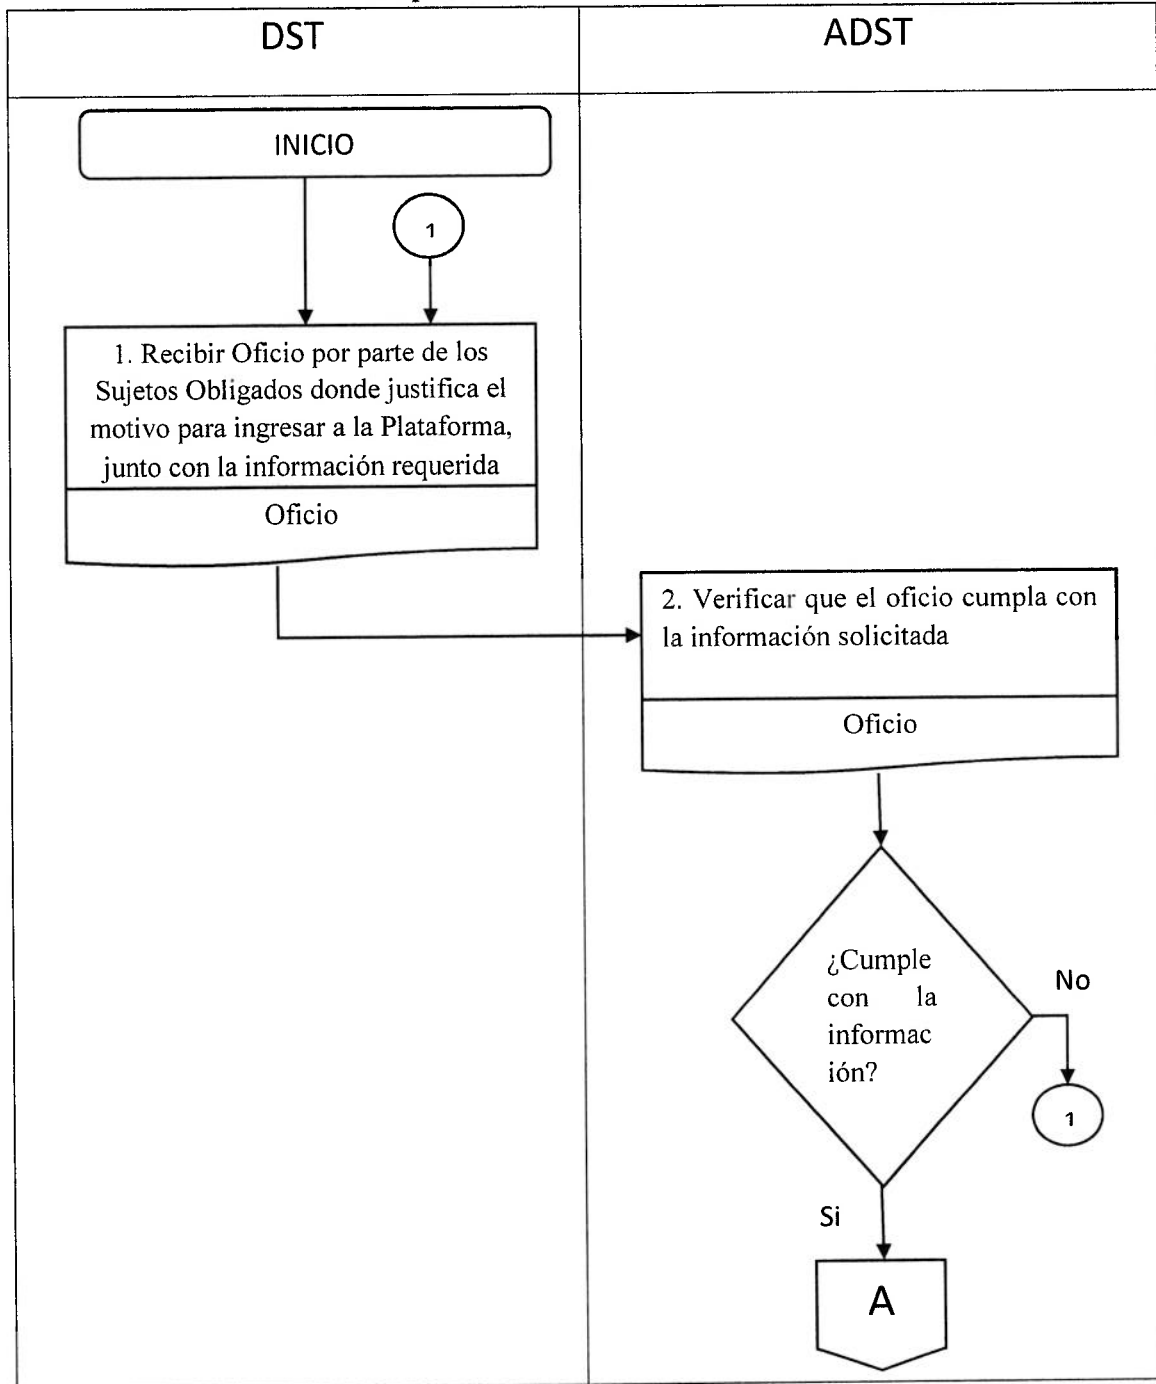 DST
ADST
INICIO
1
1. Recibir Oficio por parte de los
Sujetos Obligados donde justifica el
motivo para ingresar a la Plataforma,
junto con la información requerida
Oficio
2. Verificar que el oficio cumpla con
la información solicitada
Oficio
¿Cumple
con la
informac
ión?
No
1
Si
A